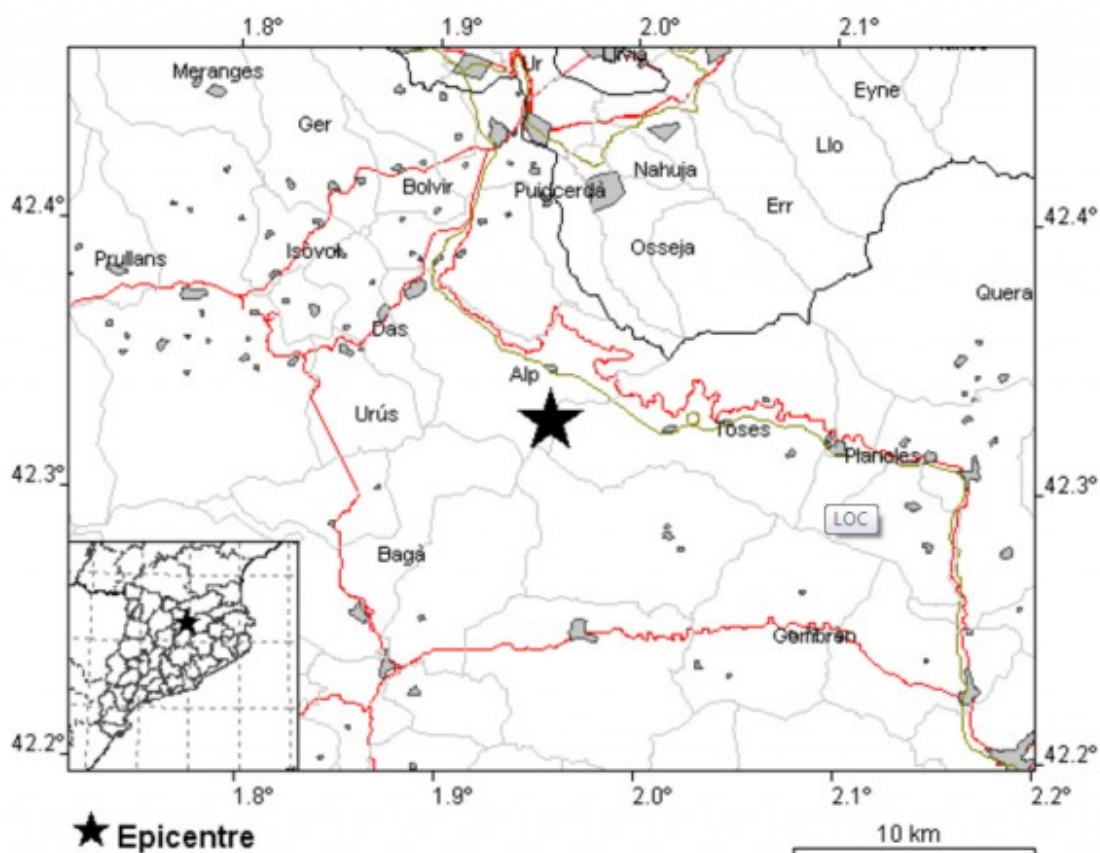 1.8° 1.9° 2.0° 2.1°
Ur
Meranges
Eyne
Ger
Llo
Nahuja
Bolvir
Puigcerdà
Err
42.4°
42.4°
Osseja
Isòvol
Prullans
Quera
Das
Alp
Urús
Toses
Planoles
42.3°
42.3°
LOC
Bagà
Gombrèn
42.2°
42.2°
1.8° 1.9° 2.0° 2.1° 2.2°
Epicentre
10 km